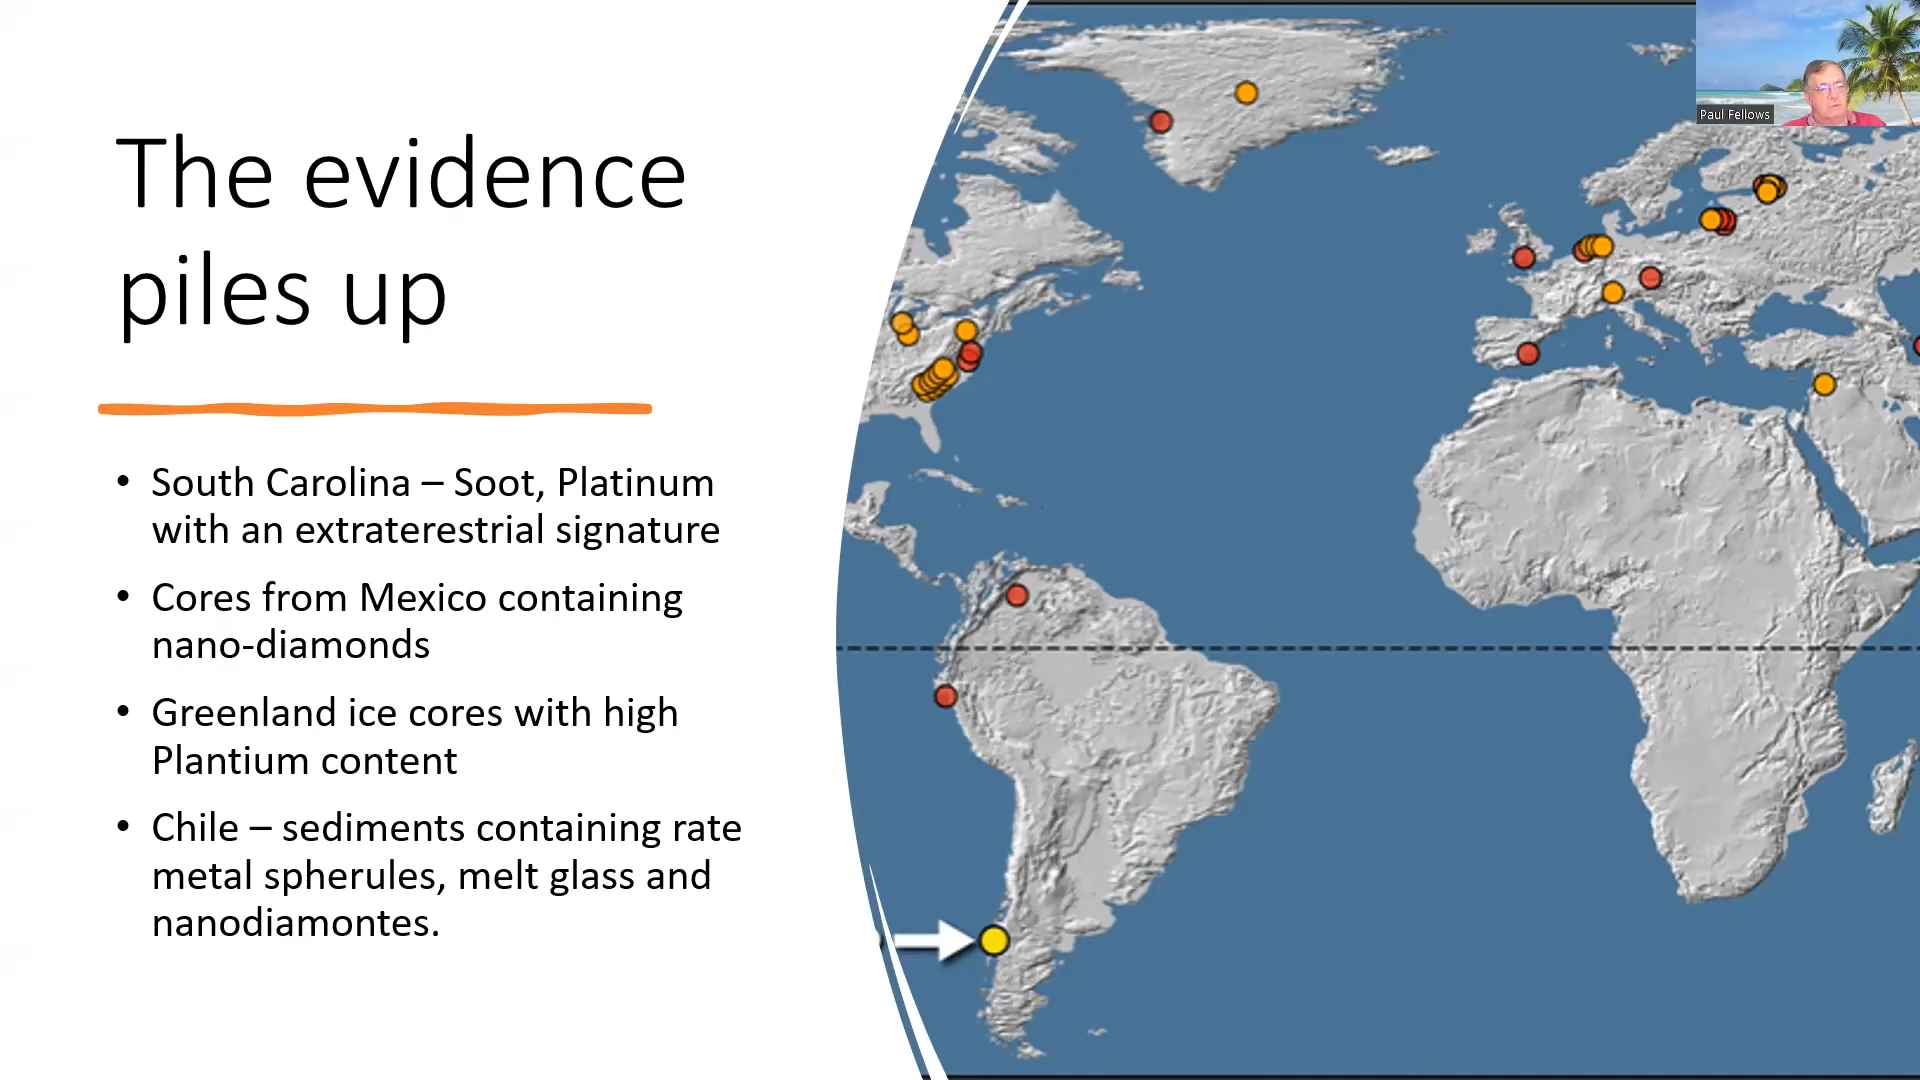 The evidence
piles up
• South Carolina – Soot, Platinum
with an extraterestrial signature
• Cores from Mexico containing
nano-diamonds
• Greenland ice cores with high
Plantium content
• Chile – sediments containing rate
metal spherules, melt glass and
nanodiamontes.
Paul Fellows